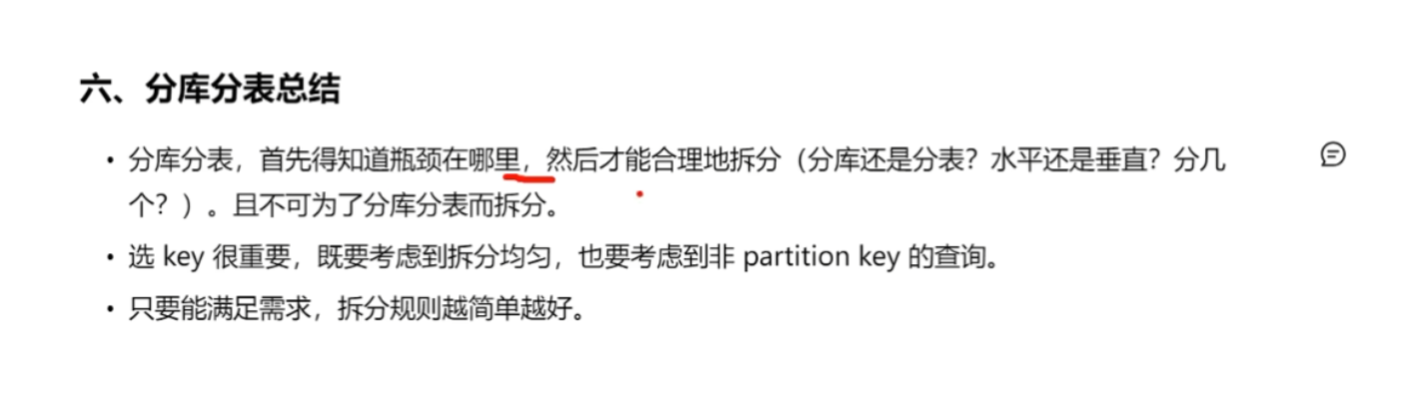 六、分库分表总结
• 分库分表，首先得知道瓶颈在哪里，然后才能合理地拆分（分库还是分表？水平还是垂直？分几
个？）。且不可为了分库分表而拆分。
• 选 key 很重要，既要考虑到拆分均匀，也要考虑到非 partition key 的查询。
• 只要能满足需求，拆分规则越简单越好。